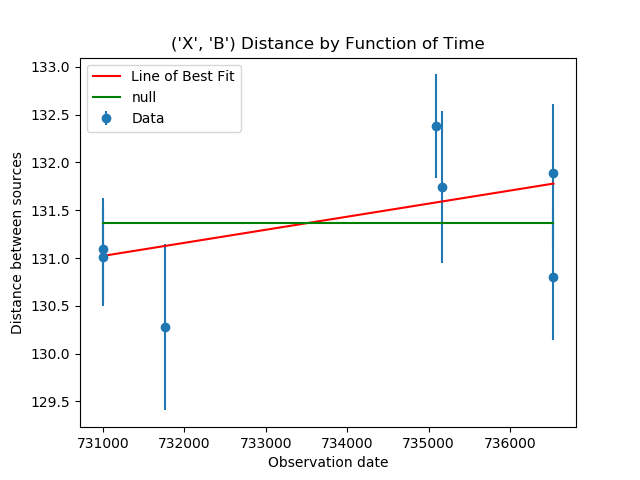 ('X', 'B') Distance by Function of Time
133.0
132.5
132.0
131.5
131.0
130.5
130.0
129.5
Distance between sources
Line of Best Fit
null
Data
731000 732000 733000 734000 735000 736000
Observation date